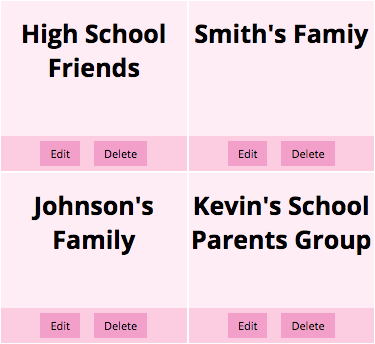 High School
Friends
Edit Delete
Smith's Famiy
Edit Delete
Johnson's
Family
Edit Delete
Kevin's School
Parents Group
Edit Delete